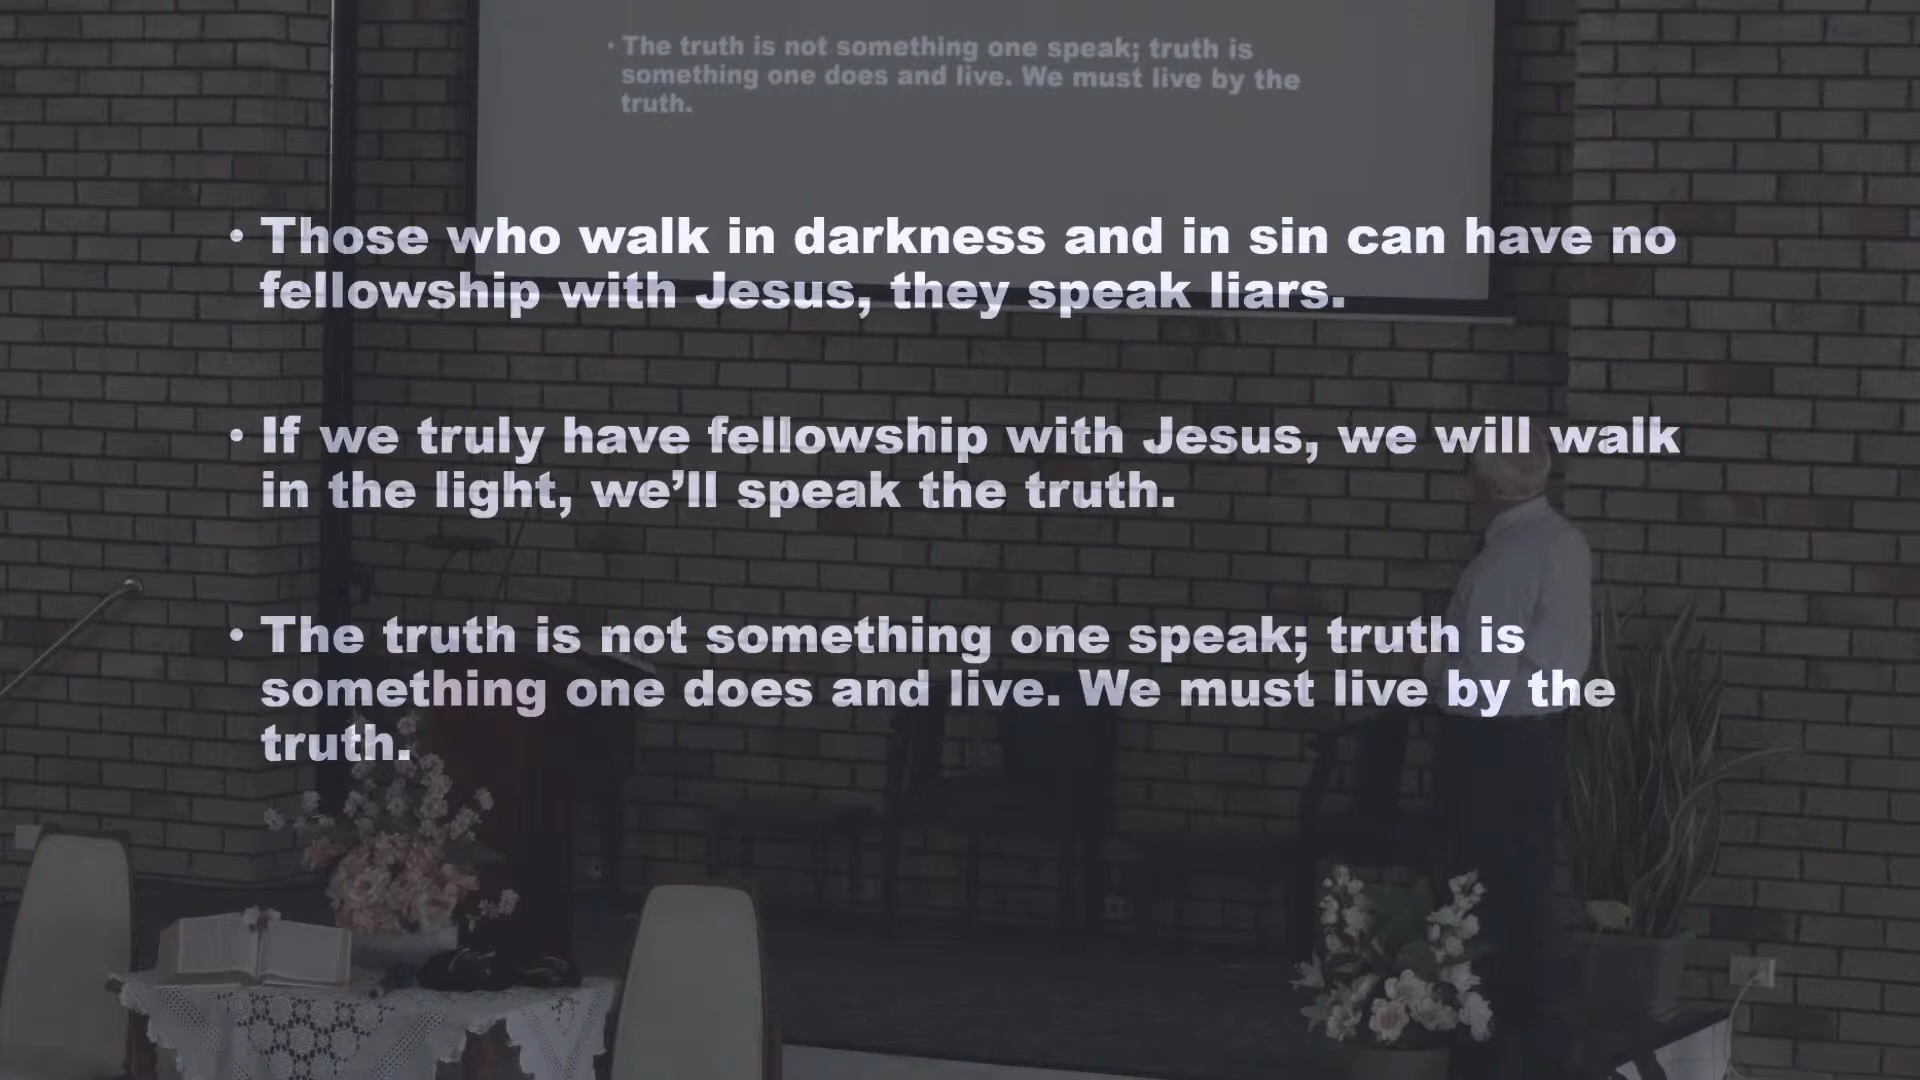 • The truth is not something one speak; truth is
something one does and live. We must live by the
truth.
• Those who walk in darkness and in sin can have no
fellowship with Jesus, they speak liars.
• If we truly have fellowship with Jesus, we will walk
in the light, we’ll speak the truth.
• The truth is not something one speak; truth is
something one does and live. We must live by the
truth.